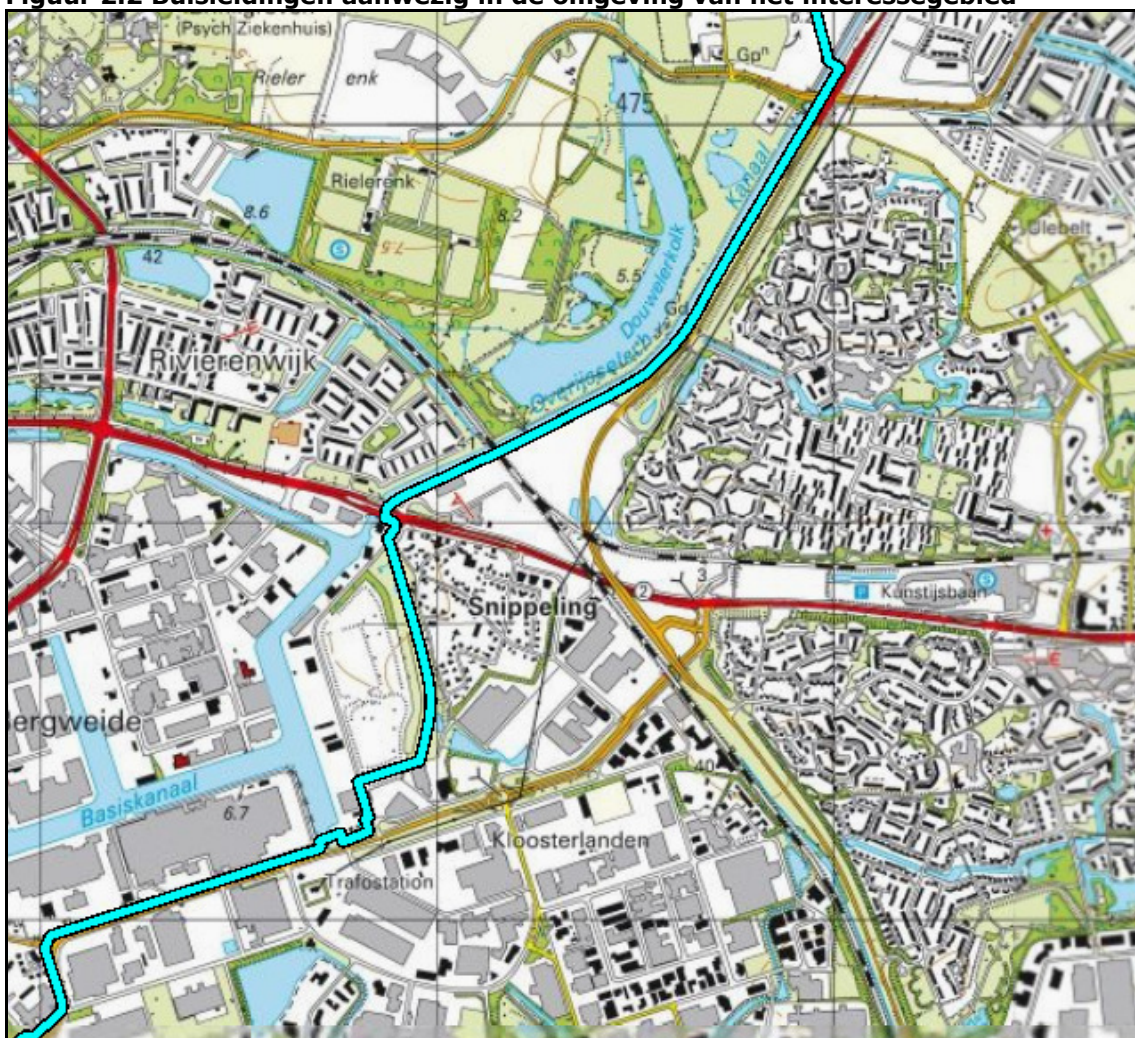 Figuur 2.2 Buisleidingen aanwezig in de omgeving van het interessegebied
(Psych Ziekenhuis)
Rieler enk
Gpⁿ
475
Kanaal
Rielerenk
8.2
8.6
7.5
S
42
5.5
Douwelerkolk
Rivierenwijk
Overijsselsch
Snippeling
2
3
S
P
Kunstijsbaan
Bergweide
Basiskanaal
6.7
40
Kloosterlanden
Trafostation